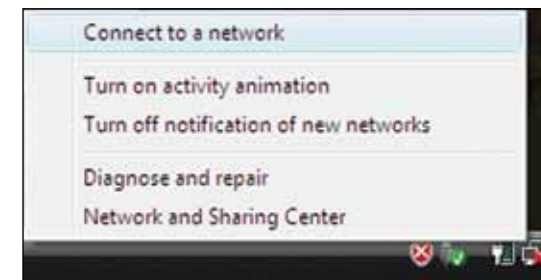 Connect to a network
Turn on activity animation
Turn off notification of new networks
Diagnose and repair
Network and Sharing Center